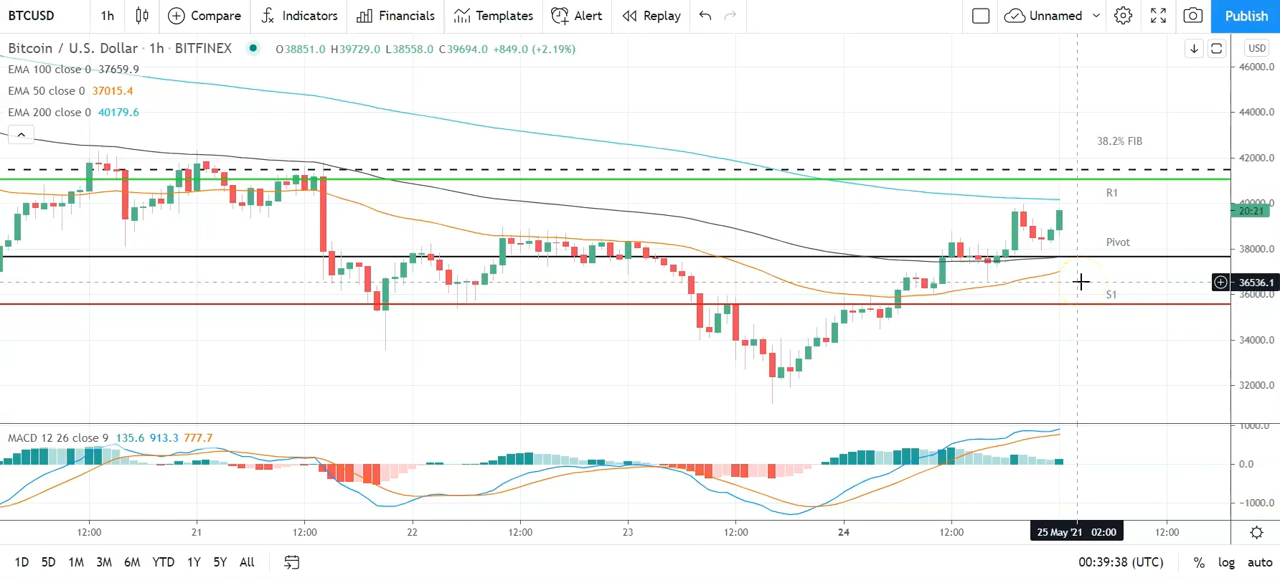 BTCUSD 1h Compare Indicators Financials Templates Alert Replay Unnamed Publish
Bitcoin / U.S. Dollar · 1h · BITFINEX O38851.0 H39729.0 L38558.0 C39694.0 +849.0 (+2.19%) USD
EMA 100 close 0 37659.9
EMA 50 close 0 37015.4
EMA 200 close 0 40179.6
46000.0
44000.0
38.2% FIB
42000.0
R1
40000.0
20:21
Pivot
38000.0
36536.1
S1
36000.0
34000.0
32000.0
MACD 12 26 close 9 135.6 913.3 777.7
1000.0
0.0
-1000.0
12:00 21 12:00 22 12:00 23 12:00 24 12:00 25 May '21 02:00 12:00
1D 5D 1M 3M 6M YTD 1Y 5Y All 00:39:38 (UTC) % log auto